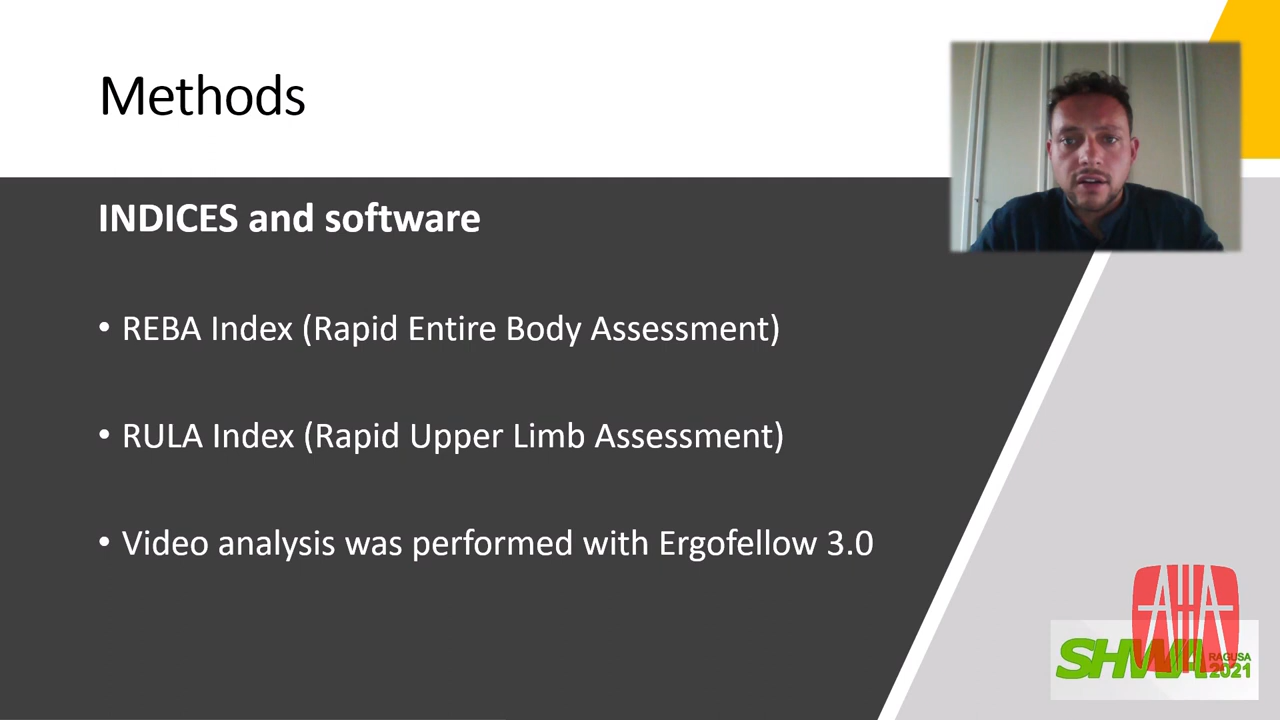 Methods
INDICES and software
• REBA Index (Rapid Entire Body Assessment)
• RULA Index (Rapid Upper Limb Assessment)
• Video analysis was performed with Ergofellow 3.0
AIIA
SHWA
RAGUSA
2021